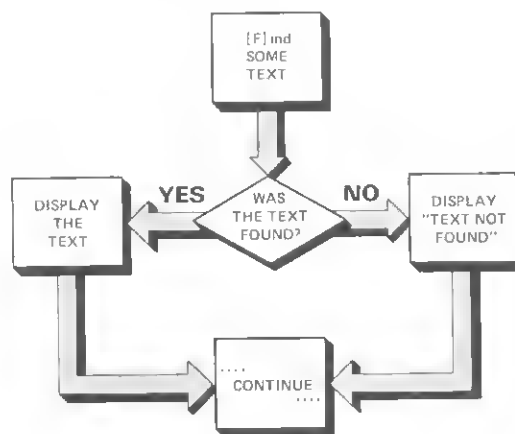 [F]ind
SOME
TEXT
YES
WAS
THE TEXT
FOUND?
NO
DISPLAY
THE
TEXT
DISPLAY
"TEXT NOT
FOUND"
....
CONTINUE
....